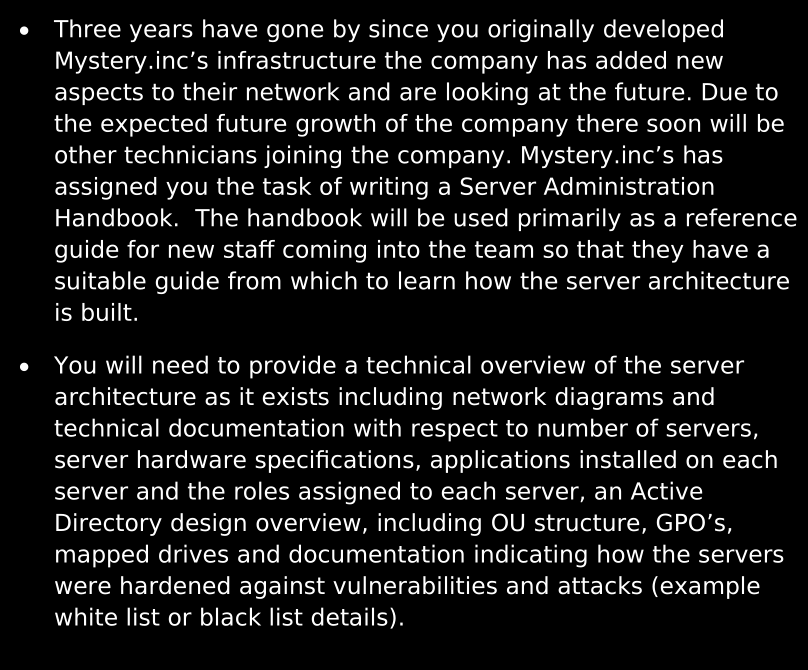 • Three years have gone by since you originally developed
Mystery.inc’s infrastructure the company has added new
aspects to their network and are looking at the future. Due to
the expected future growth of the company there soon will be
other technicians joining the company. Mystery.inc’s has
assigned you the task of writing a Server Administration
Handbook.  The handbook will be used primarily as a reference
guide for new staff coming into the team so that they have a
suitable guide from which to learn how the server architecture
is built.
• You will need to provide a technical overview of the server
architecture as it exists including network diagrams and
technical documentation with respect to number of servers,
server hardware specifications, applications installed on each
server and the roles assigned to each server, an Active
Directory design overview, including OU structure, GPO’s,
mapped drives and documentation indicating how the servers
were hardened against vulnerabilities and attacks (example
white list or black list details).